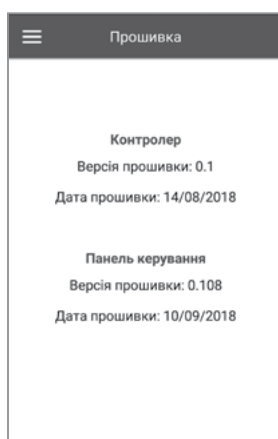 Прошивка
Контролер
Версія прошивки: 0.1
Дата прошивки: 14/08/2018
Панель керування
Версія прошивки: 0.108
Дата прошивки: 10/09/2018